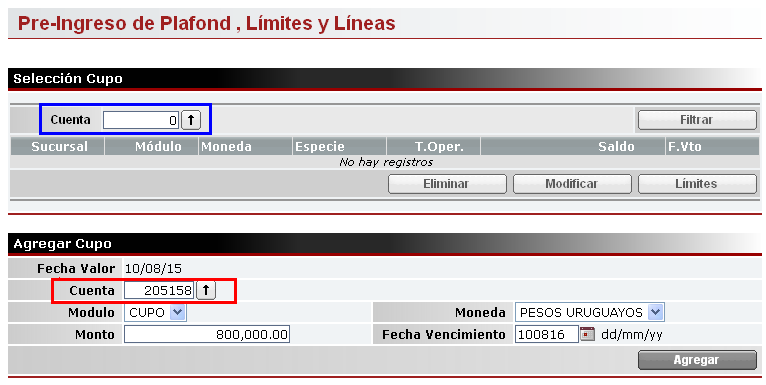 Pre-Ingreso de Plafond , Límites y Líneas
Selección Cupo
Cuenta 0 Filtrar
Sucursal Módulo Moneda Especie T.Oper. Saldo F.Vto
No hay registros
Eliminar Modificar Límites
Agregar Cupo
Fecha Valor 10/08/15
Cuenta 205158
Modulo CUPO Moneda PESOS URUGUAYOS
Monto 800,000.00 Fecha Vencimiento 100816 dd/mm/yy
Agregar